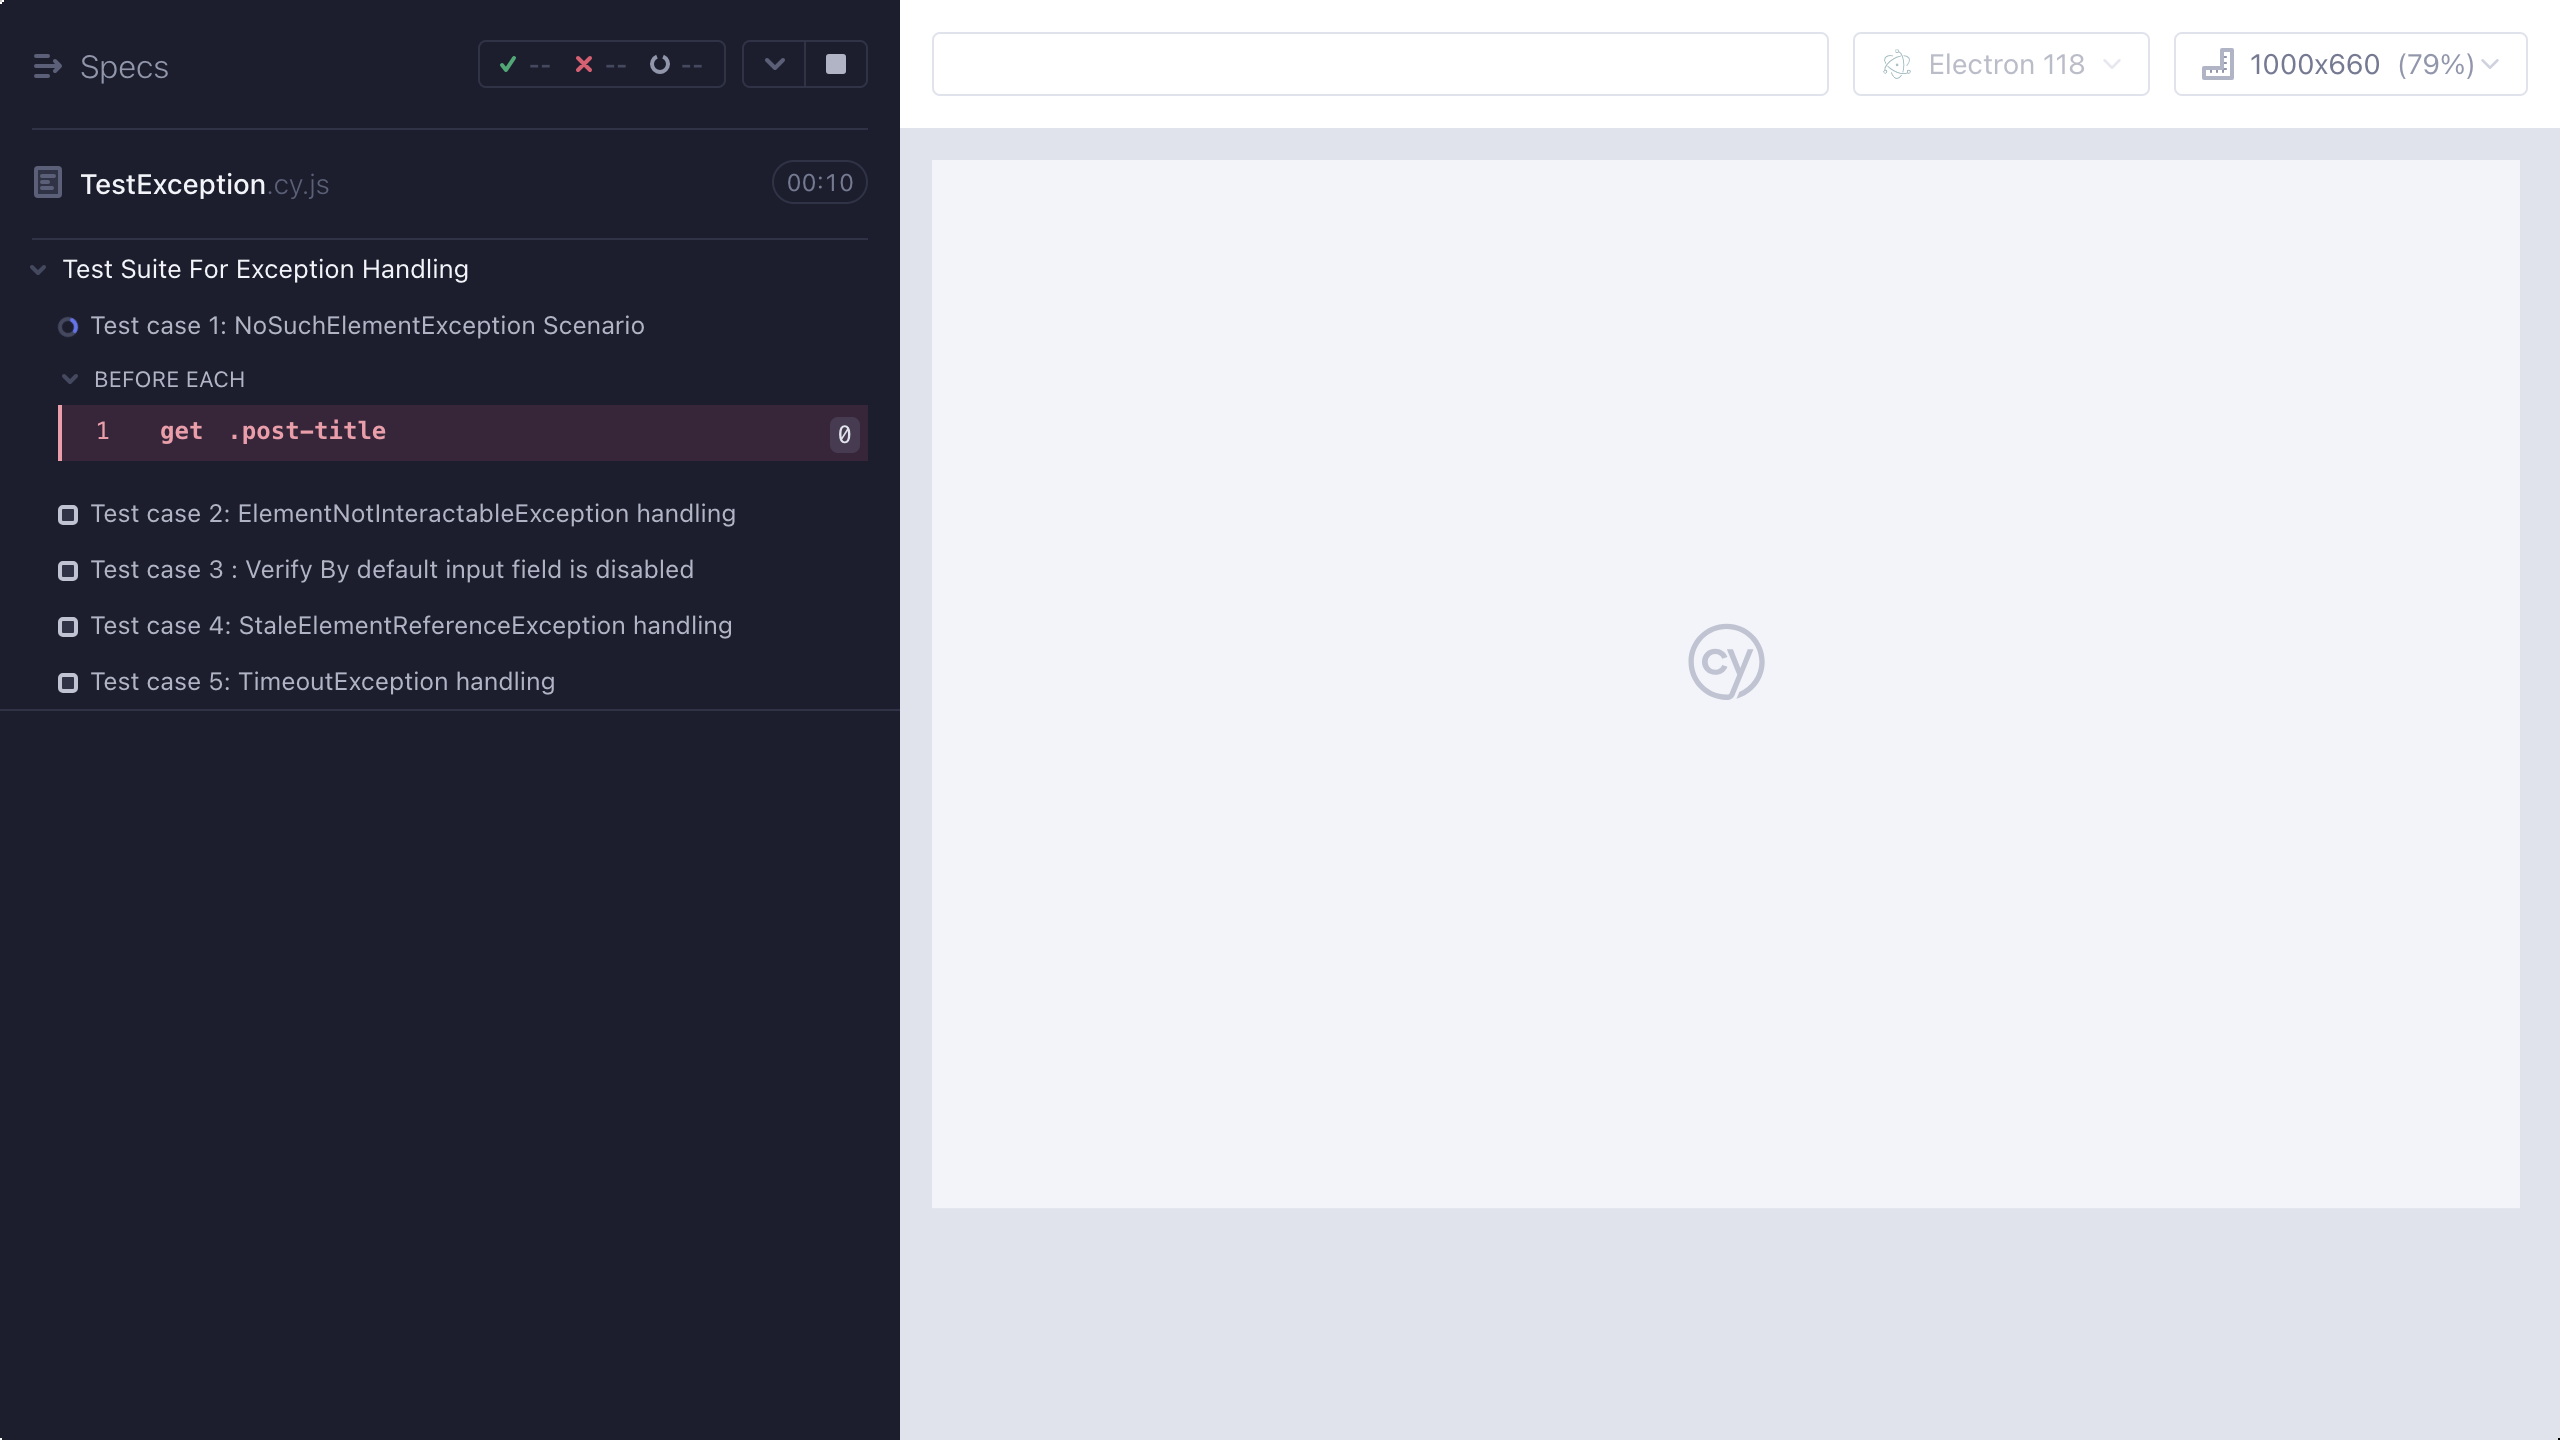 Specs
-- -- --
TestException.cy.js
00:10
Test Suite For Exception Handling
Test case 1: NoSuchElementException Scenario
BEFORE EACH
1 get .post-title 0
Test case 2: ElementNotInteractableException handling
Test case 3 : Verify By default input field is disabled
Test case 4: StaleElementReferenceException handling
Test case 5: TimeoutException handling
Electron 118
1000x660 (79%)
cy